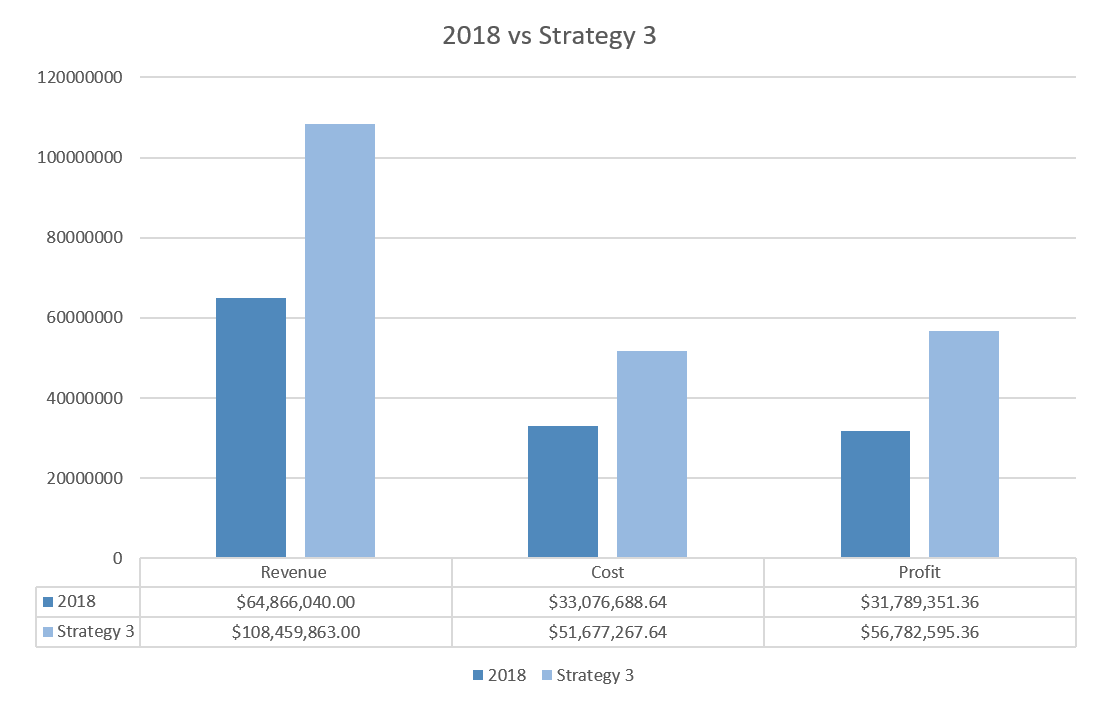 2018 vs Strategy 3
120000000
100000000
80000000
60000000
40000000
20000000
0
Revenue Cost Profit
2018 $64,866,040.00 $33,076,688.64 $31,789,351.36
Strategy 3 $108,459,863.00 $51,677,267.64 $56,782,595.36
2018 Strategy 3